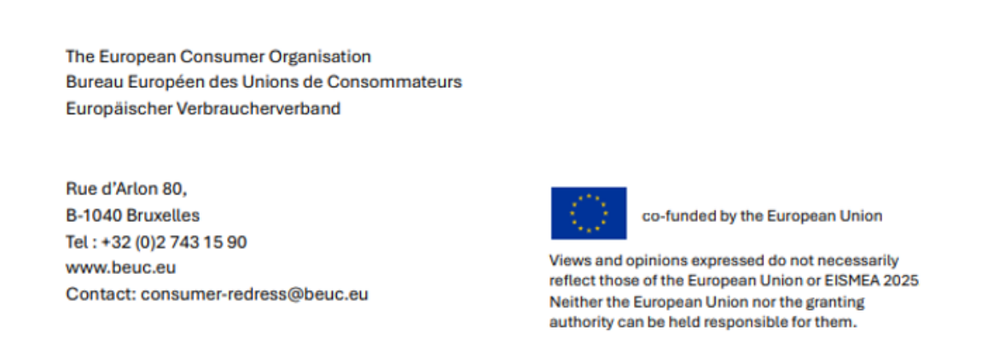 The European Consumer Organisation
Bureau Européen des Unions de Consommateurs
Europäischer Verbraucherverband
Rue d’Arlon 80,
B-1040 Bruxelles
Tel : +32 (0)2 743 15 90
www.beuc.eu
Contact: consumer-redress@beuc.eu
co-funded by the European Union
Views and opinions expressed do not necessarily
reflect those of the European Union or EISMEA 2025
Neither the European Union nor the granting
authority can be held responsible for them.